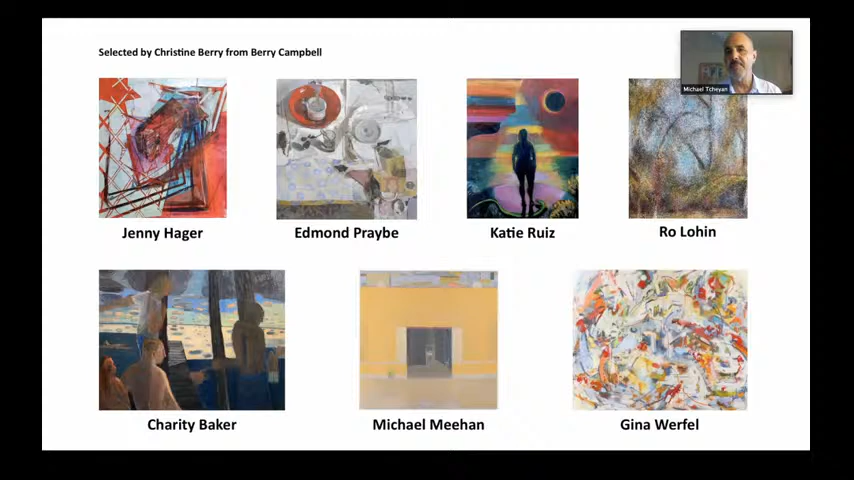 Selected by Christine Berry from Berry Campbell
Michael Tcheyan
Jenny Hager
Edmond Praybe
Katie Ruiz
Ro Lohin
Charity Baker
Michael Meehan
Gina Werfel